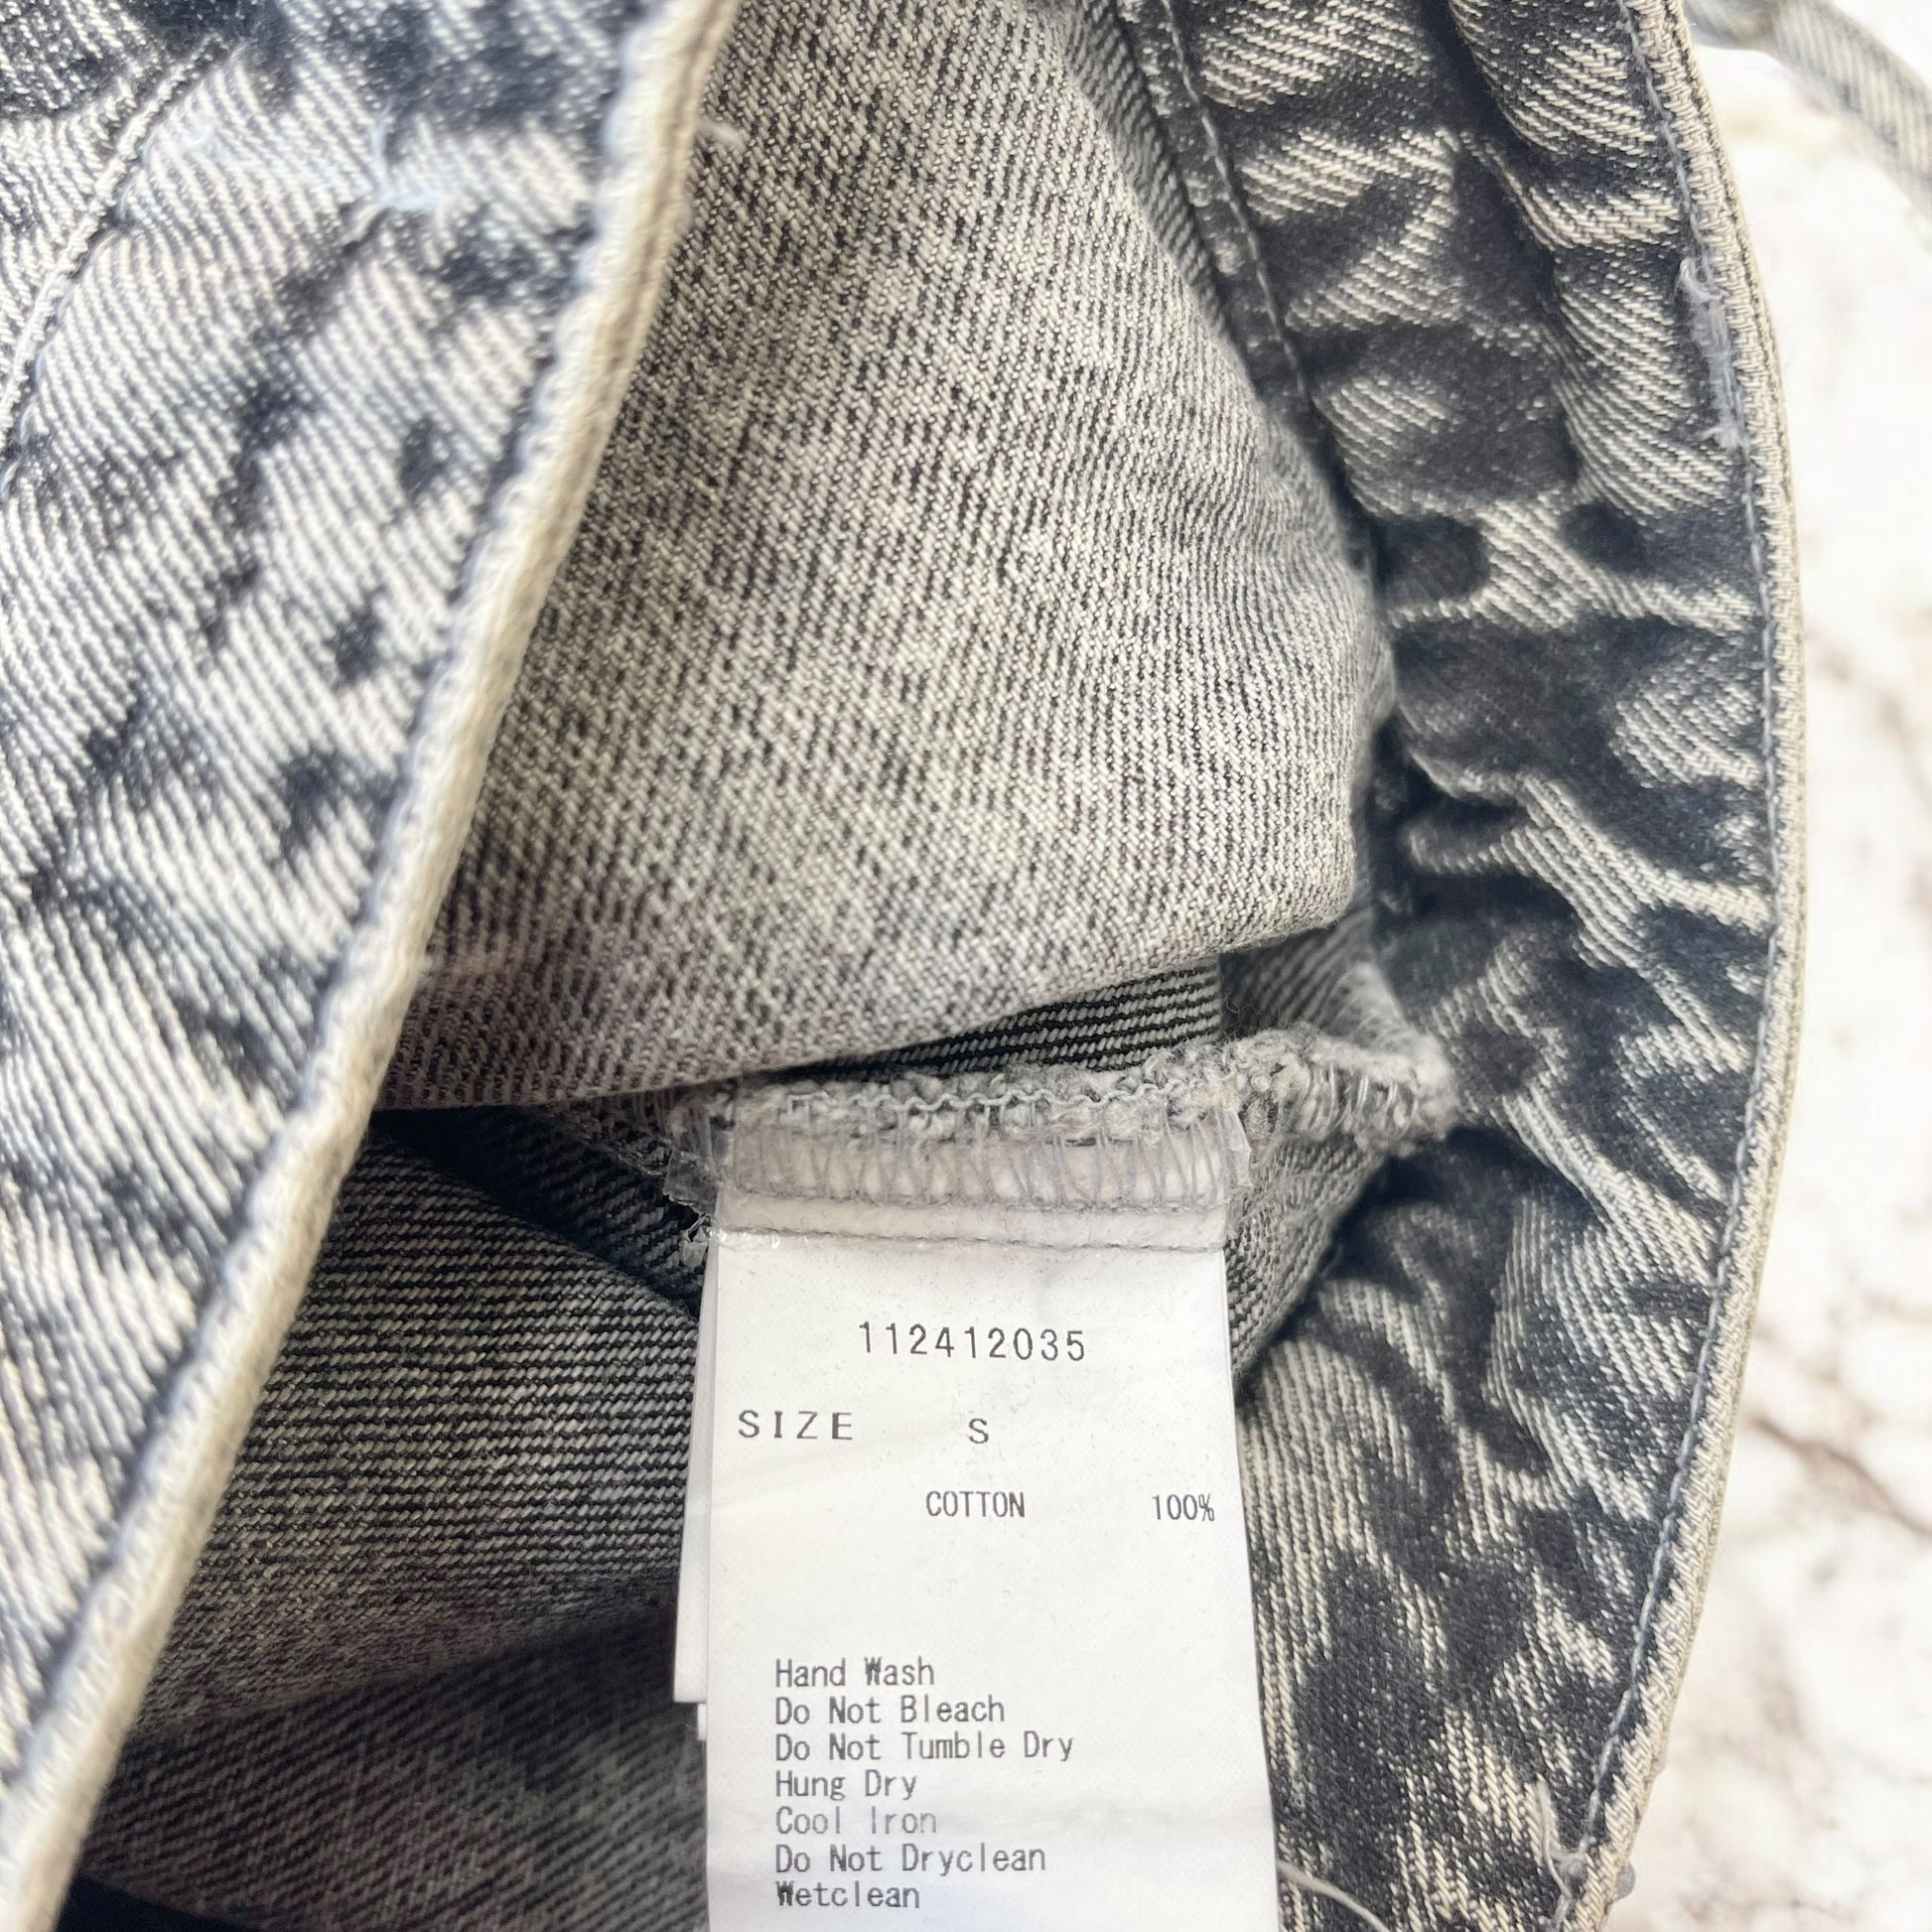 112412035
SIZE S
COTTON 100%
Hand Wash
Do Not Bleach
Do Not Tumble Dry
Hung Dry
Cool Iron
Do Not Dryclean
Wetclean